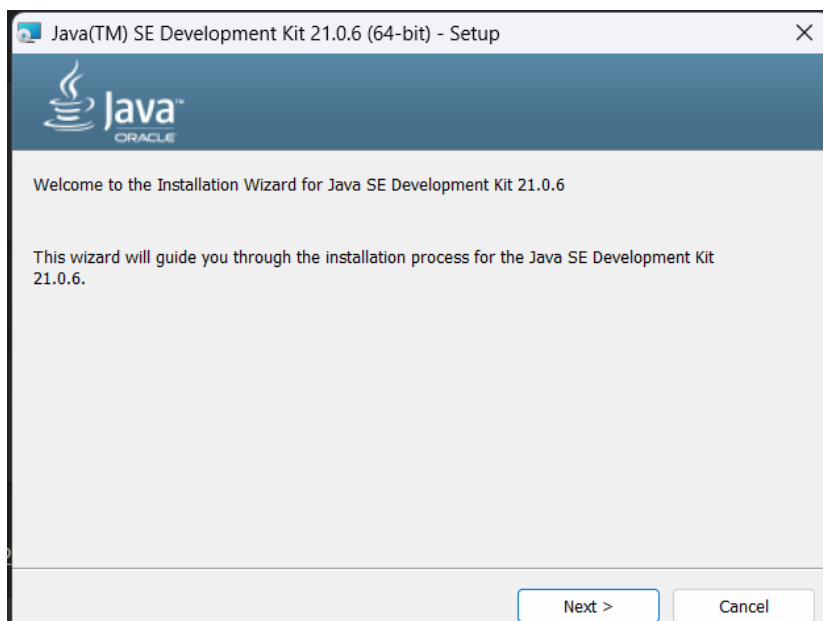 Java(TM) SE Development Kit 21.0.6 (64-bit) - Setup
Java™
ORACLE
Welcome to the Installation Wizard for Java SE Development Kit 21.0.6
This wizard will guide you through the installation process for the Java SE Development Kit
21.0.6.
Next >
Cancel